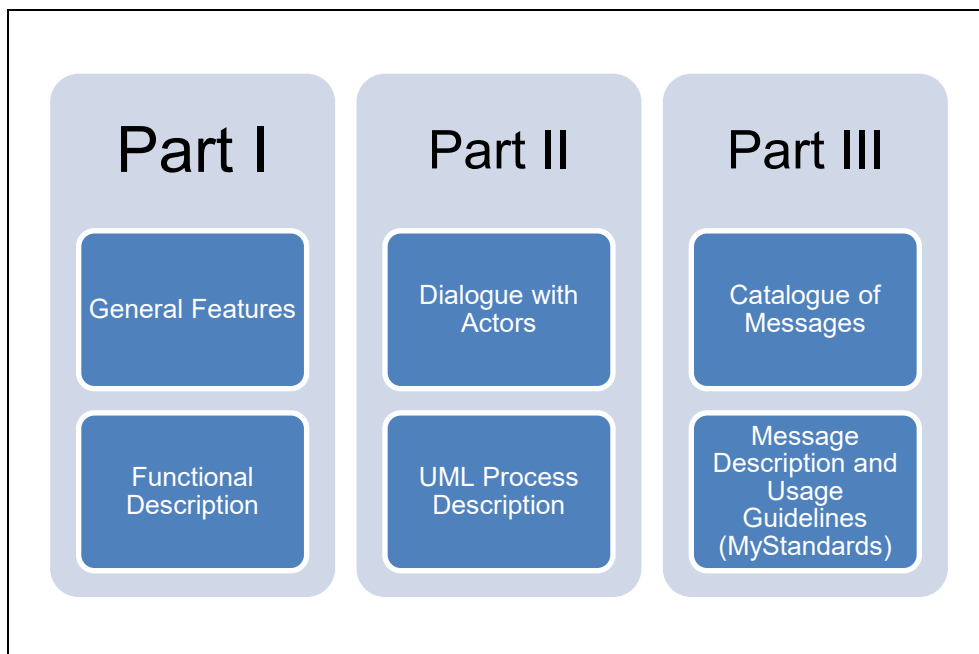 Part I
General Features
Functional
Description
Part II
Dialogue with
Actors
UML Process
Description
Part III
Catalogue of
Messages
Message
Description and
Usage
Guidelines
(MyStandards)